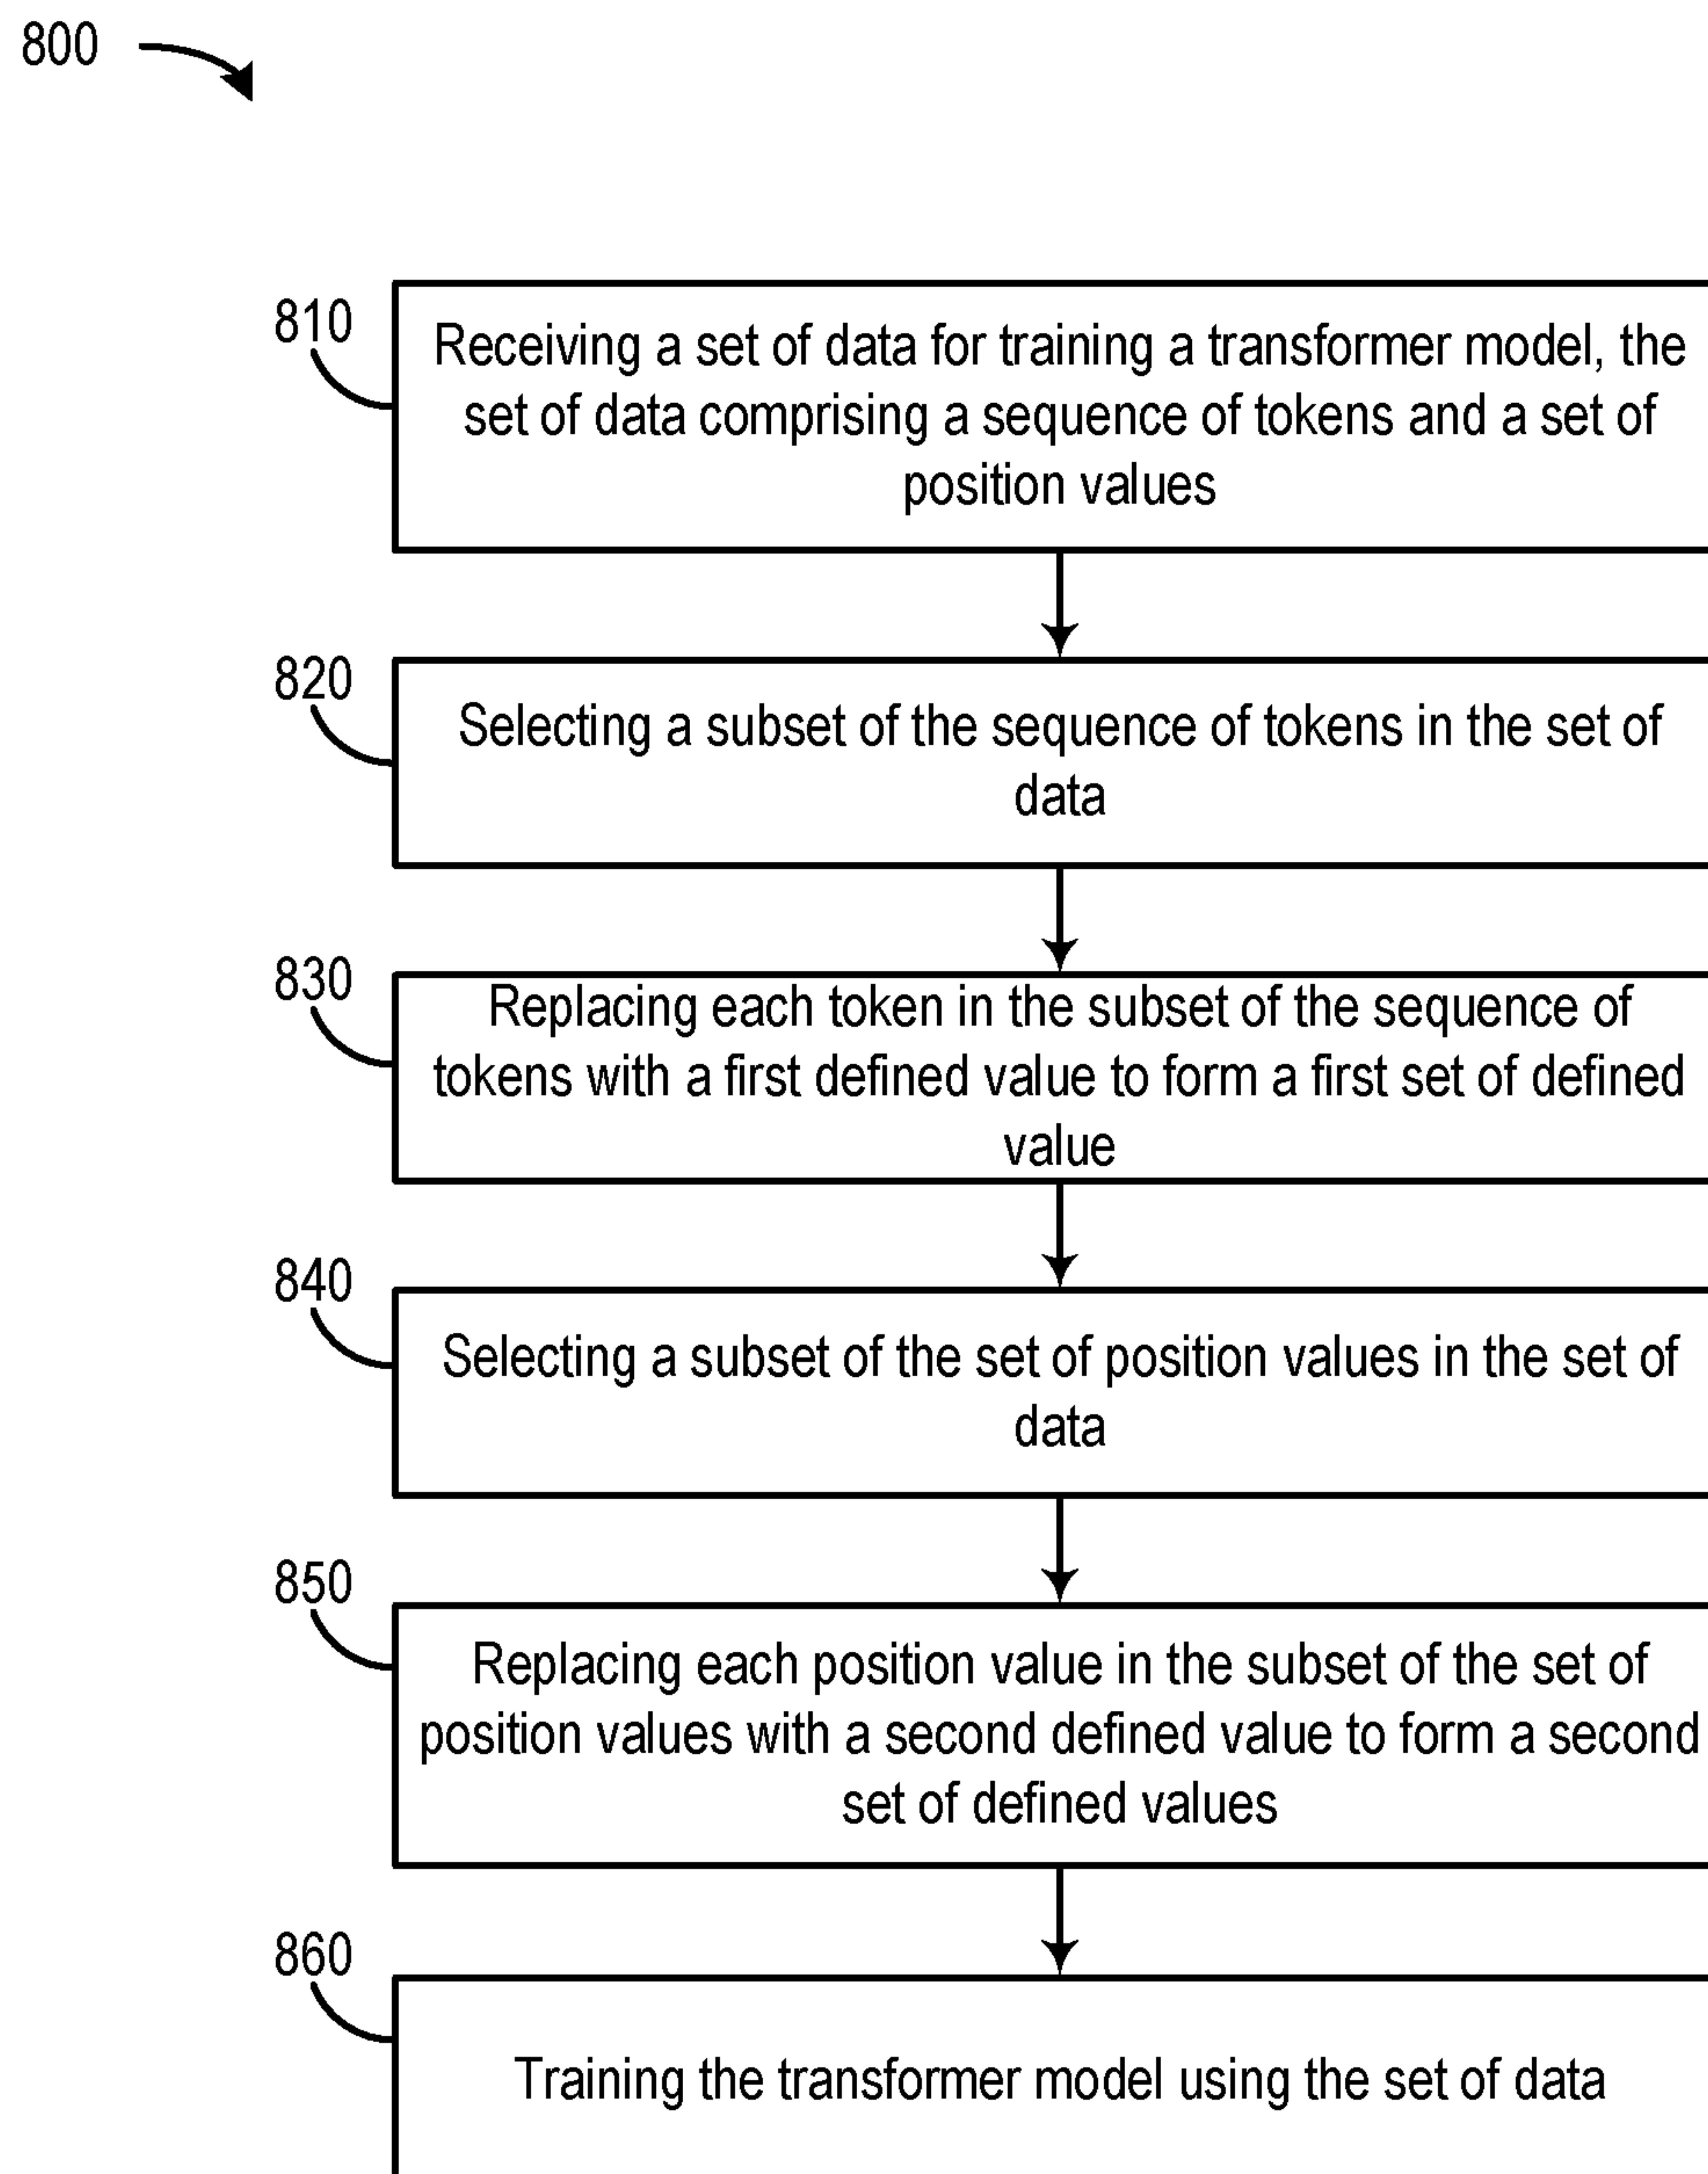 800
810
Receiving a set of data for training a transformer model, the
set of data comprising a sequence of tokens and a set of
position values
820
Selecting a subset of the sequence of tokens in the set of
data
830
Replacing each token in the subset of the sequence of
tokens with a first defined value to form a first set of defined
value
840
Selecting a subset of the set of position values in the set of
data
850
Replacing each position value in the subset of the set of
position values with a second defined value to form a second
set of defined values
860
Training the transformer model using the set of data